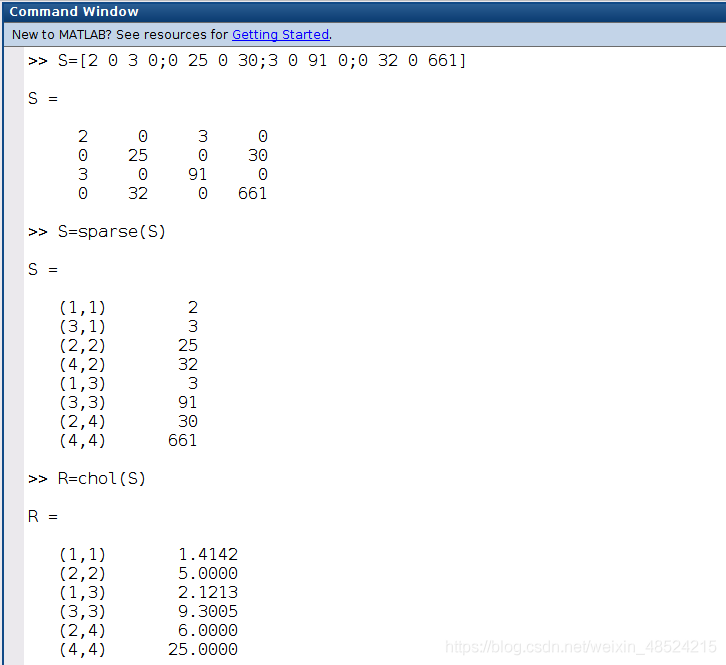 Command Window
New to MATLAB? See resources for Getting Started.
>> S=[2 0 3 0;0 25 0 30;3 0 91 0;0 32 0 661]
S =
2 0 3 0
0 25 0 30
3 0 91 0
0 32 0 661
>> S=sparse(S)
S =
(1,1) 2
(3,1) 3
(2,2) 25
(4,2) 32
(1,3) 3
(3,3) 91
(2,4) 30
(4,4) 661
>> R=chol(S)
R =
(1,1) 1.4142
(2,2) 5.0000
(1,3) 2.1213
(3,3) 9.3005
(2,4) 6.0000
(4,4) 25.0000
https://blog.csdn.net/weixin_48524215